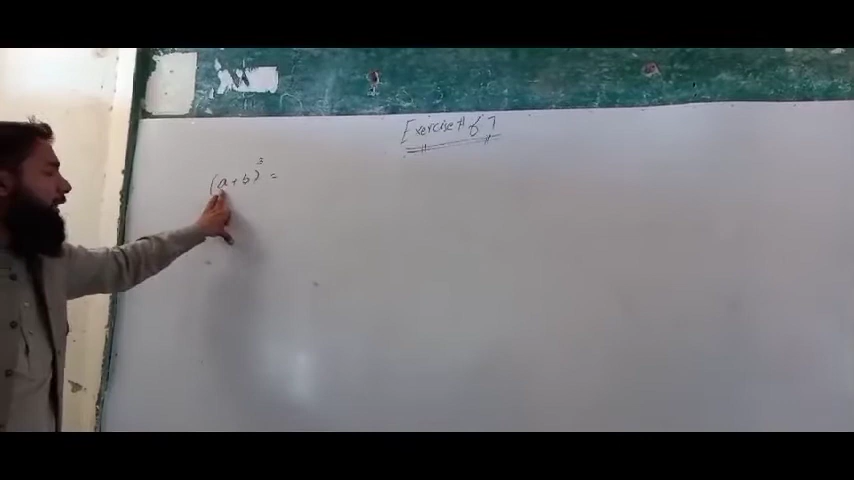 Exercise # 6.7
(a+b)³ =